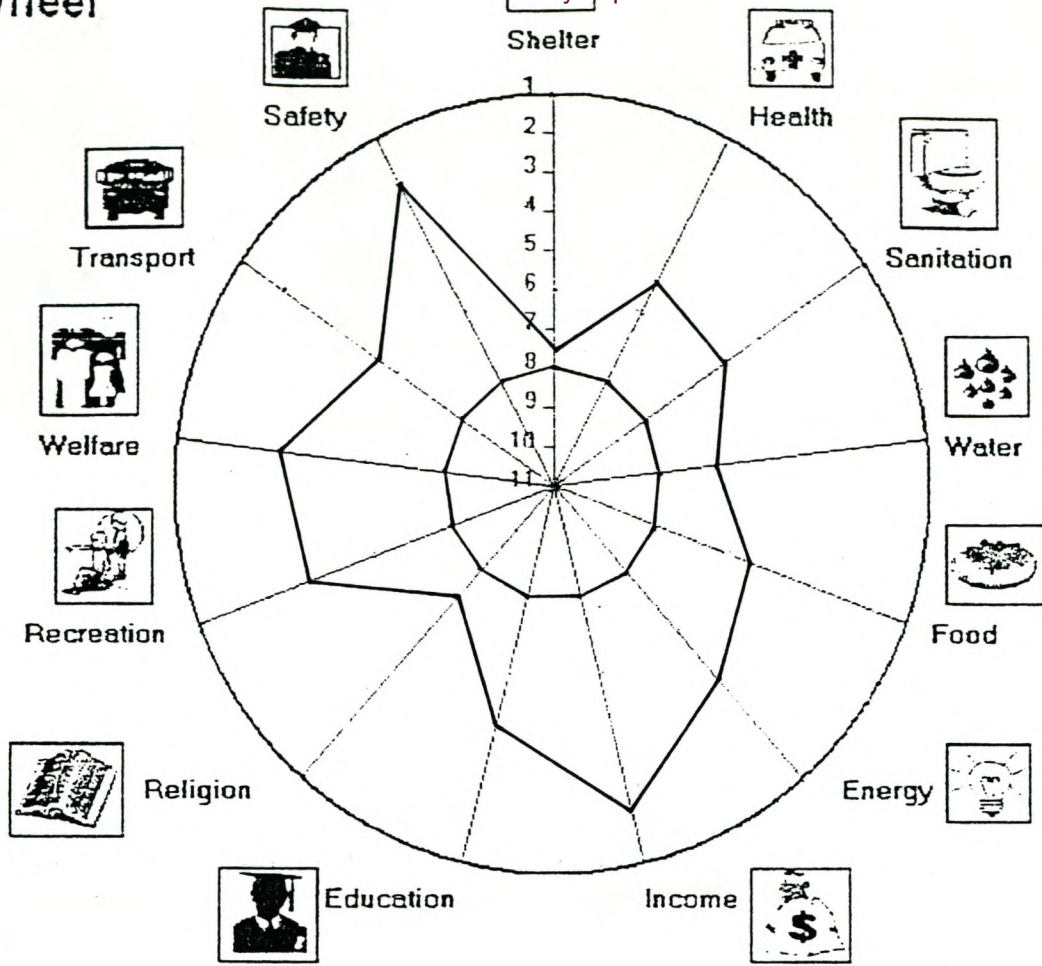 Shelter
Safety
Health
Transport
Sanitation
Welfare
Water
Recreation
Food
Religion
Energy
Education
Income
$
1
2
3
4
5
6
7
8
9
10
11